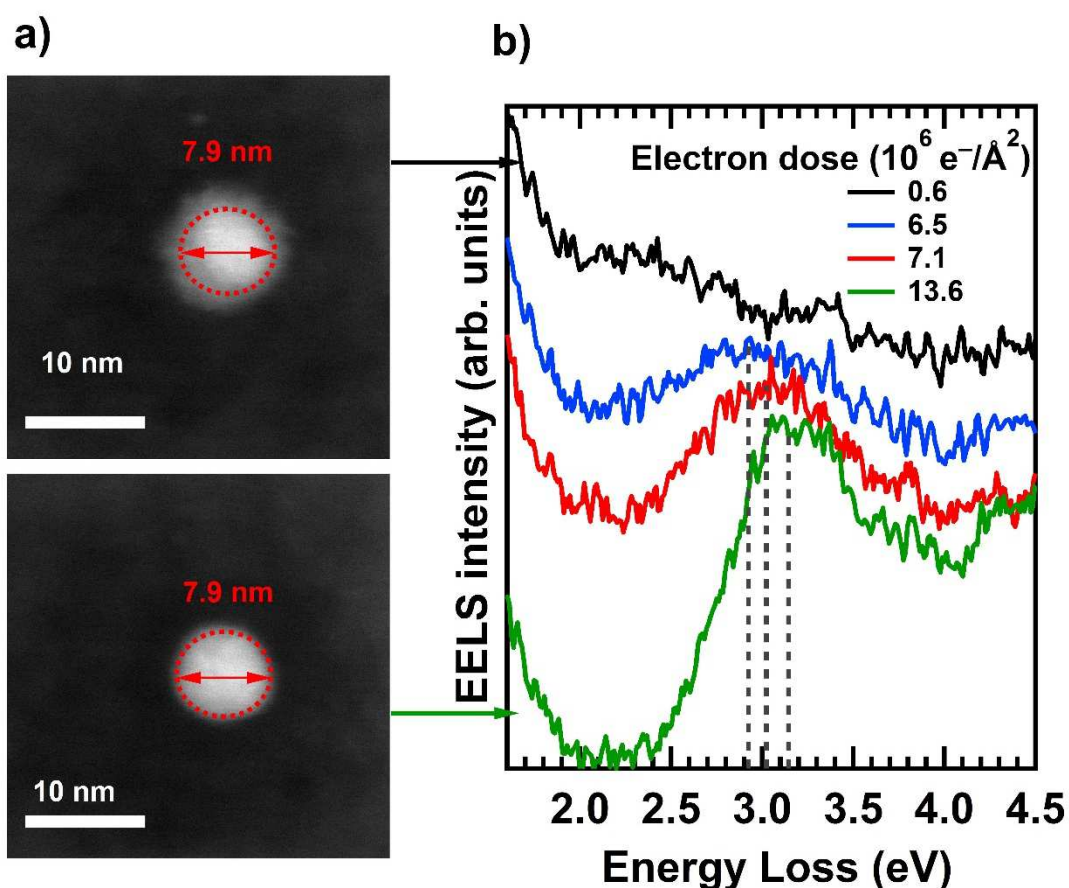 a)
7.9 nm
10 nm
7.9 nm
10 nm
b)
Electron dose (10⁶ e⁻/Å²)
0.6
6.5
7.1
13.6
EELS intensity (arb. units)
2.0 2.5 3.0 3.5 4.0 4.5
Energy Loss (eV)